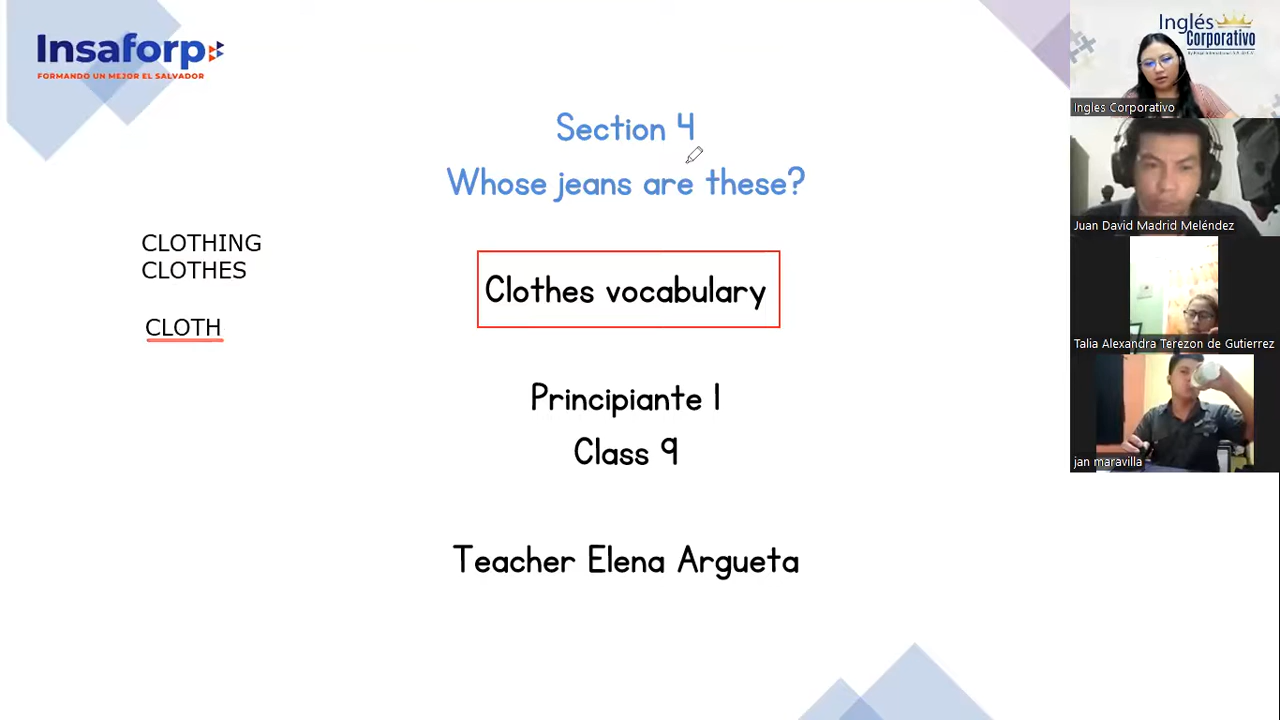 Insaforp
FORMANDO UN MEJOR EL SALVADOR
Section 4
Whose jeans are these?
CLOTHING
CLOTHES
CLOTH
Clothes vocabulary
Principiante 1
Class 9
Teacher Elena Argueta
Inglés
Corporativo
Ingles Corporativo
Juan David Madrid Meléndez
Talia Alexandra Terezon de Gutierrez
jan maravilla